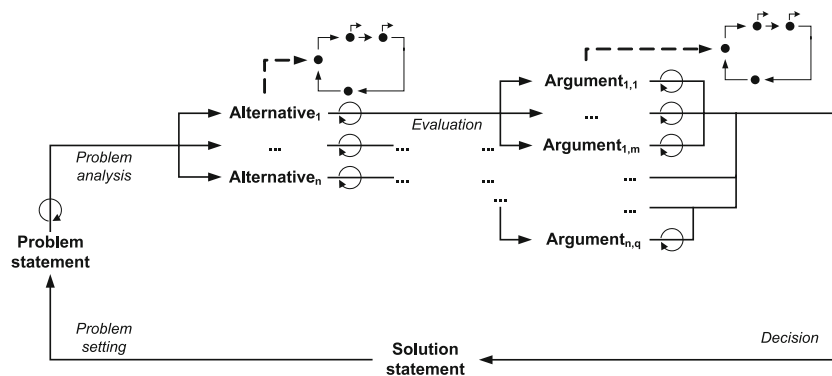 Alternative₁
Evaluation
Argument₁,₁
...
Argument₁,ₘ
Problem
analysis
...
... ...
Alternativeₙ
... ...
...
... ...
Argumentₙ,q
Problem
statement
Problem
setting
Solution
statement
Decision